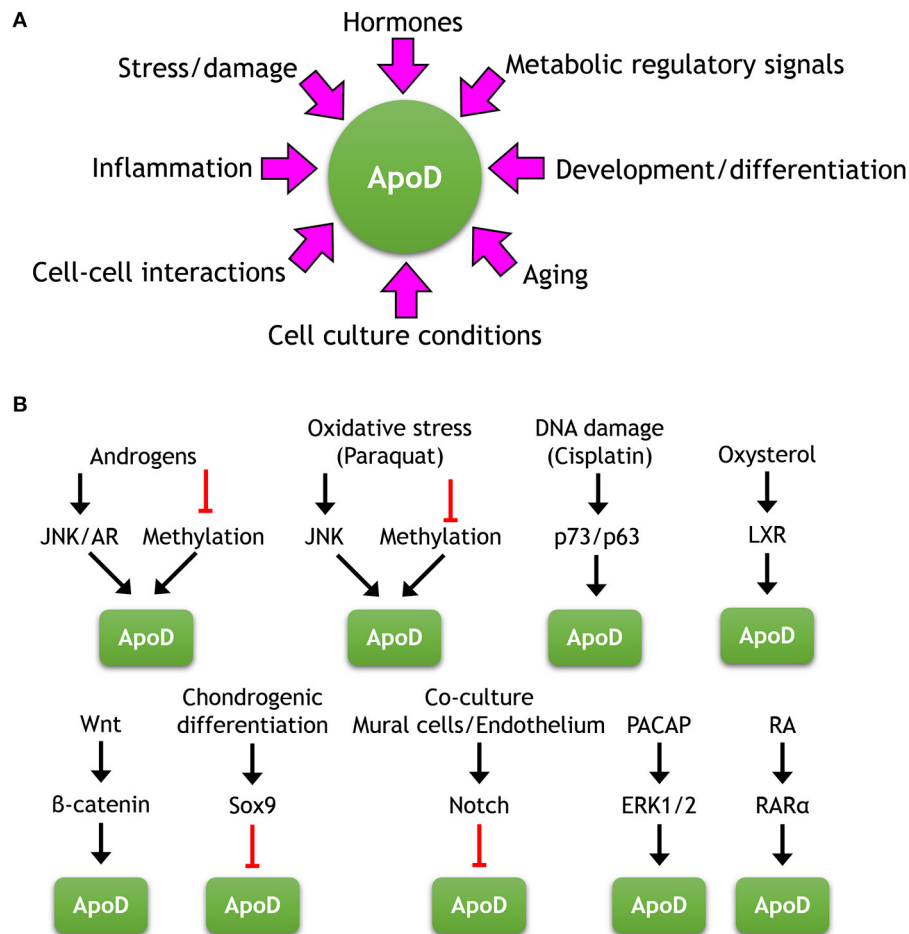 A
Hormones
Stress/damage
Metabolic regulatory signals
Inflammation
ApoD
Development/differentiation
Cell-cell interactions
Aging
Cell culture conditions
B
Androgens
JNK/AR
Methylation
ApoD
Oxidative stress
(Paraquat)
JNK
Methylation
ApoD
DNA damage
(Cisplatin)
p73/p63
ApoD
Oxysterol
LXR
ApoD
Wnt
ß-catenin
ApoD
Chondrogenic
differentiation
Sox9
ApoD
Co-culture
Mural cells/Endothelium
Notch
ApoD
PACAP
ERK1/2
ApoD
RA
RARα
ApoD